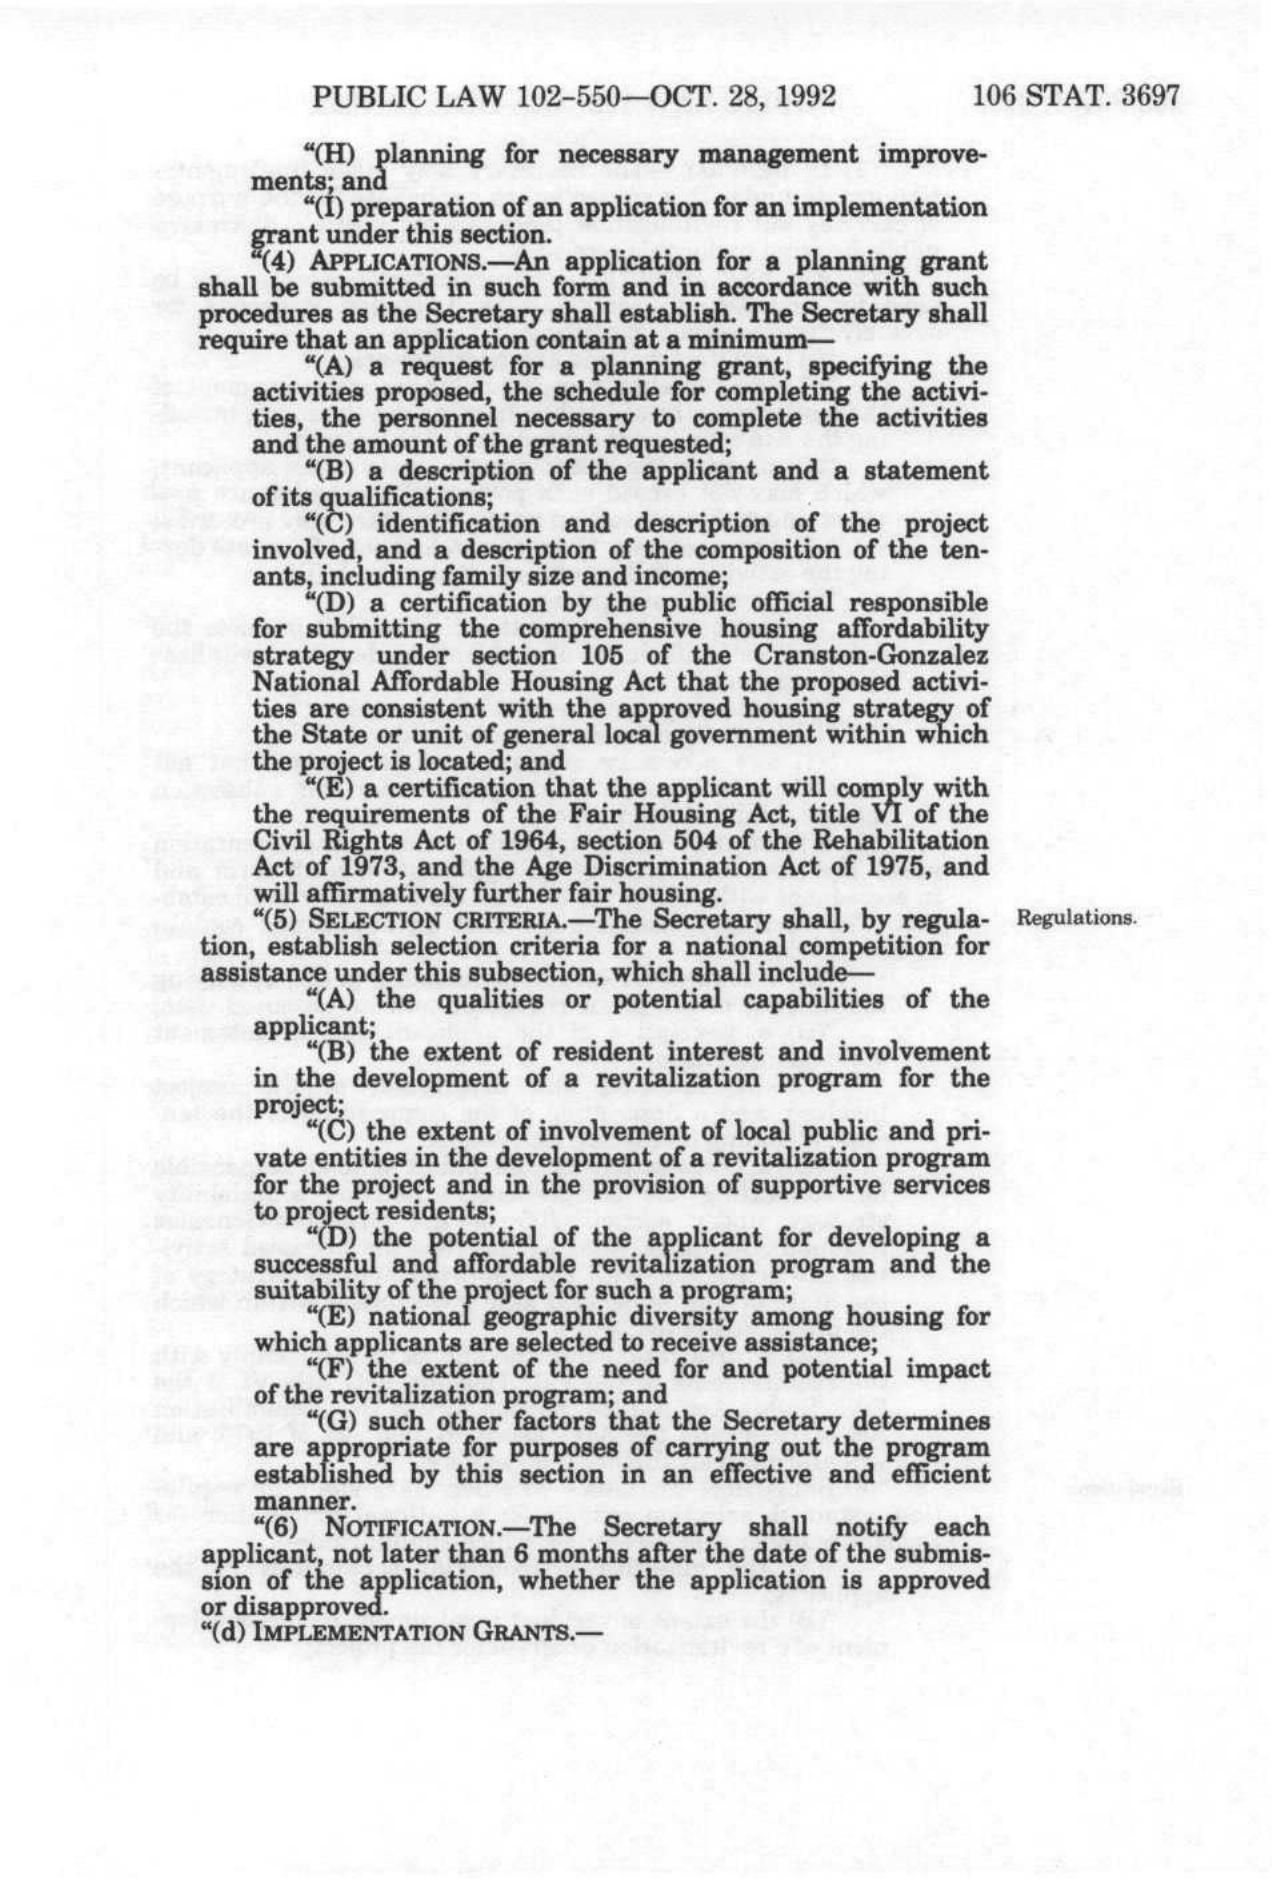 PUBLIC LAW 102–550—OCT. 28, 1992 106 STAT. 3697
“(H) planning for necessary management improve-
ments; and
“(I) preparation of an application for an implementation
grant under this section.
“(4) APPLICATIONS.—An application for a planning grant
shall be submitted in such form and in accordance with such
procedures as the Secretary shall establish. The Secretary shall
require that an application contain at a minimum—
“(A) a request for a planning grant, specifying the
activities proposed, the schedule for completing the activi-
ties, the personnel necessary to complete the activities
and the amount of the grant requested;
“(B) a description of the applicant and a statement
of its qualifications;
“(C) identification and description of the project
involved, and a description of the composition of the ten-
ants, including family size and income;
“(D) a certification by the public official responsible
for submitting the comprehensive housing affordability
strategy under section 105 of the Cranston-Gonzalez
National Affordable Housing Act that the proposed activi-
ties are consistent with the approved housing strategy of
the State or unit of general local government within which
the project is located; and
“(E) a certification that the applicant will comply with
the requirements of the Fair Housing Act, title VI of the
Civil Rights Act of 1964, section 504 of the Rehabilitation
Act of 1973, and the Age Discrimination Act of 1975, and
will affirmatively further fair housing.
“(5) SELECTION CRITERIA.—The Secretary shall, by regula- Regulations.
tion, establish selection criteria for a national competition for
assistance under this subsection, which shall include—
“(A) the qualities or potential capabilities of the
applicant;
“(B) the extent of resident interest and involvement
in the development of a revitalization program for the
project;
“(C) the extent of involvement of local public and pri-
vate entities in the development of a revitalization program
for the project and in the provision of supportive services
to project residents;
“(D) the potential of the applicant for developing a
successful and affordable revitalization program and the
suitability of the project for such a program;
“(E) national geographic diversity among housing for
which applicants are selected to receive assistance;
“(F) the extent of the need for and potential impact
of the revitalization program; and
“(G) such other factors that the Secretary determines
are appropriate for purposes of carrying out the program
established by this section in an effective and efficient
manner.
“(6) NOTIFICATION.—The Secretary shall notify each
applicant, not later than 6 months after the date of the submis-
sion of the application, whether the application is approved
or disapproved.
“(d) IMPLEMENTATION GRANTS.—